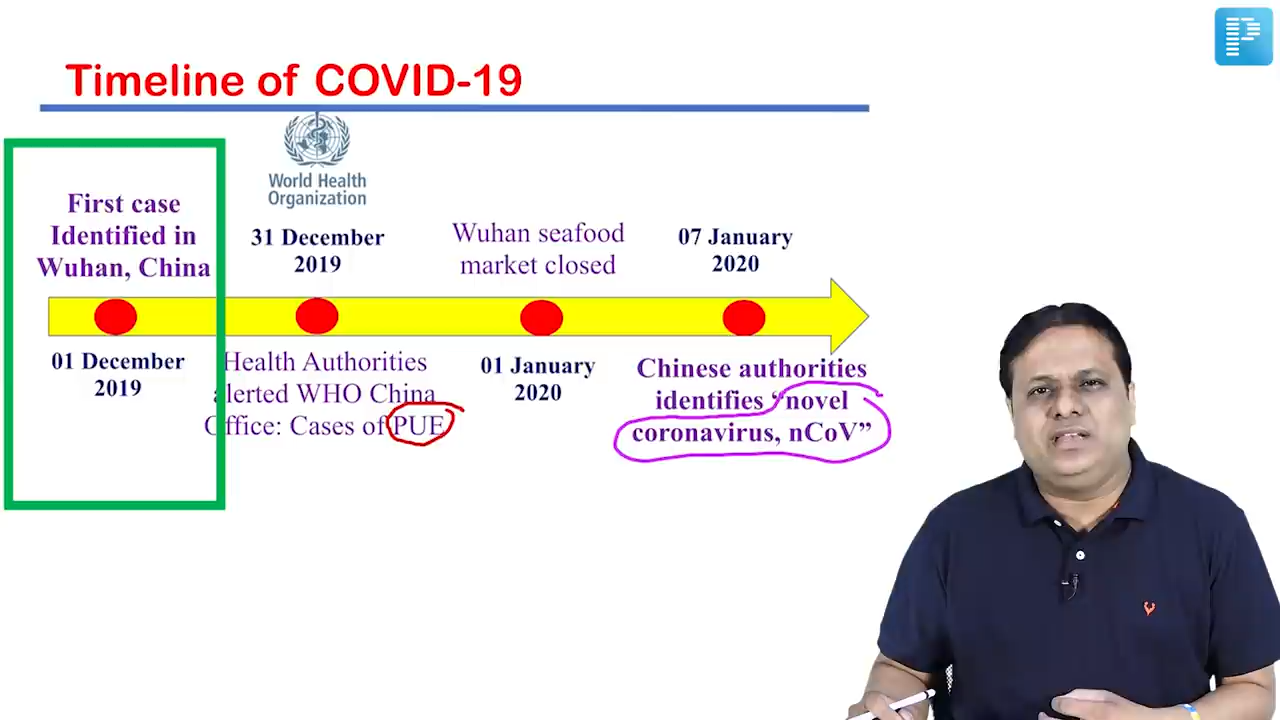 Timeline of COVID-19
World Health
Organization
First case
Identified in
Wuhan, China
01 December
2019
31 December
2019
Health Authorities
alerted WHO China
Office: Cases of PUE
Wuhan seafood
market closed
01 January
2020
07 January
2020
Chinese authorities
identifies “novel
coronavirus, nCoV”
P